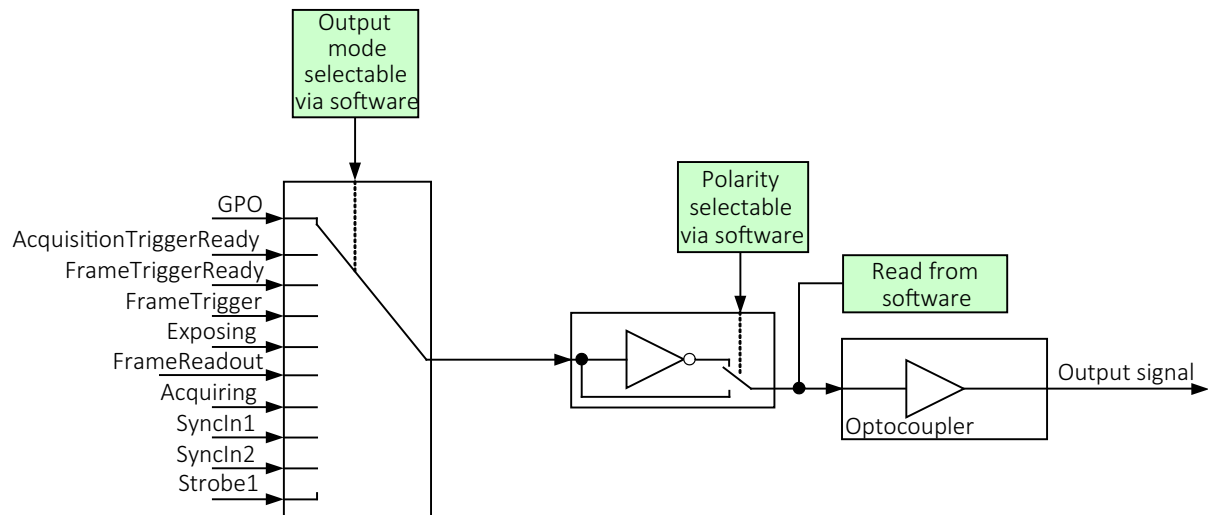 Output
mode
selectable
via software
Polarity
selectable
via software
GPO
AcquisitionTriggerReady
FrameTriggerReady
FrameTrigger
Exposing
FrameReadout
Acquiring
SyncIn1
SyncIn2
Strobe1
Read from
software
Output signal
Optocoupler